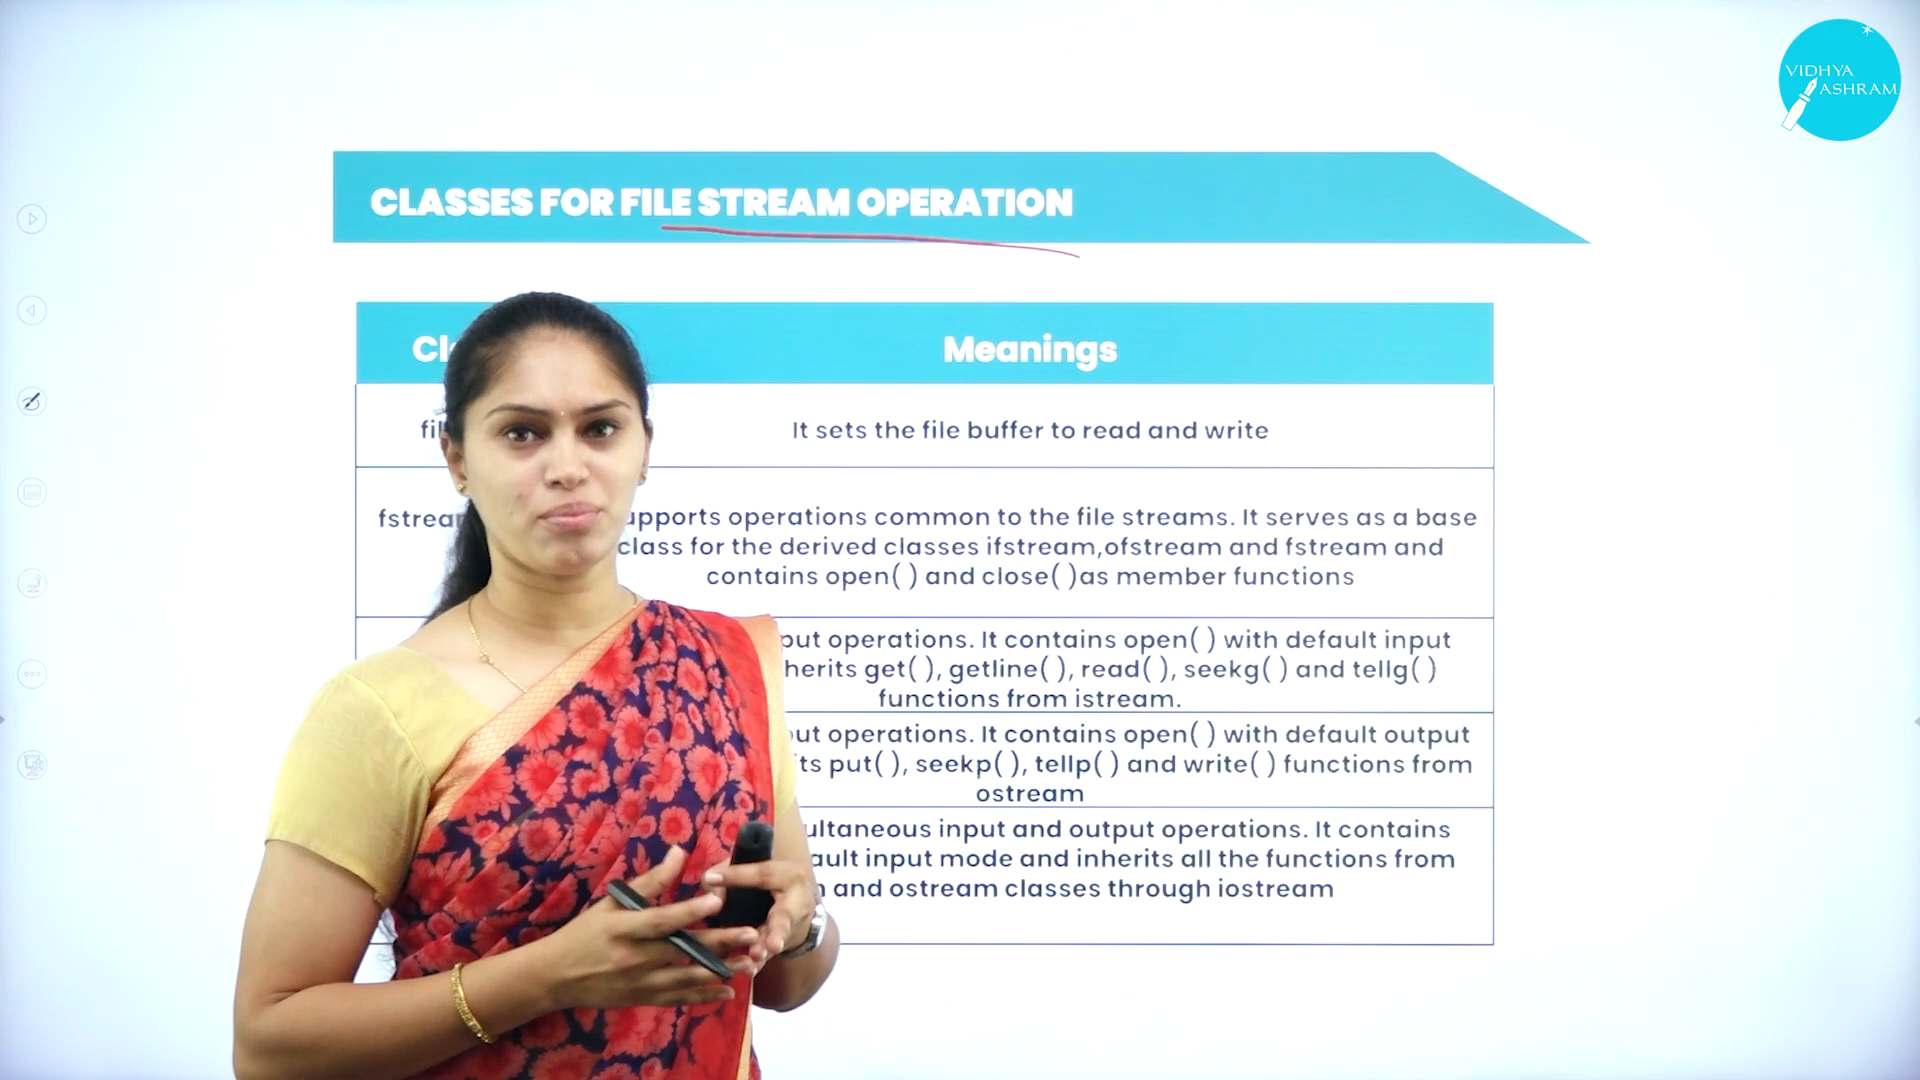 VIDHYA
ASHRAM
CLASSES FOR FILE STREAM OPERATION
Meanings
It sets the file buffer to read and write
upports operations common to the file streams. It serves as a base
class for the derived classes ifstream,ofstream and fstream and
contains open( ) and close( )as member functions
put operations. It contains open( ) with default input
herits get( ), getline( ), read( ), seekg( ) and tellg( )
functions from istream.
ut operations. It contains open( ) with default output
ts put( ), seekp( ), tellp( ) and write( ) functions from
ostream
ultaneous input and output operations. It contains
ault input mode and inherits all the functions from
and ostream classes through iostream